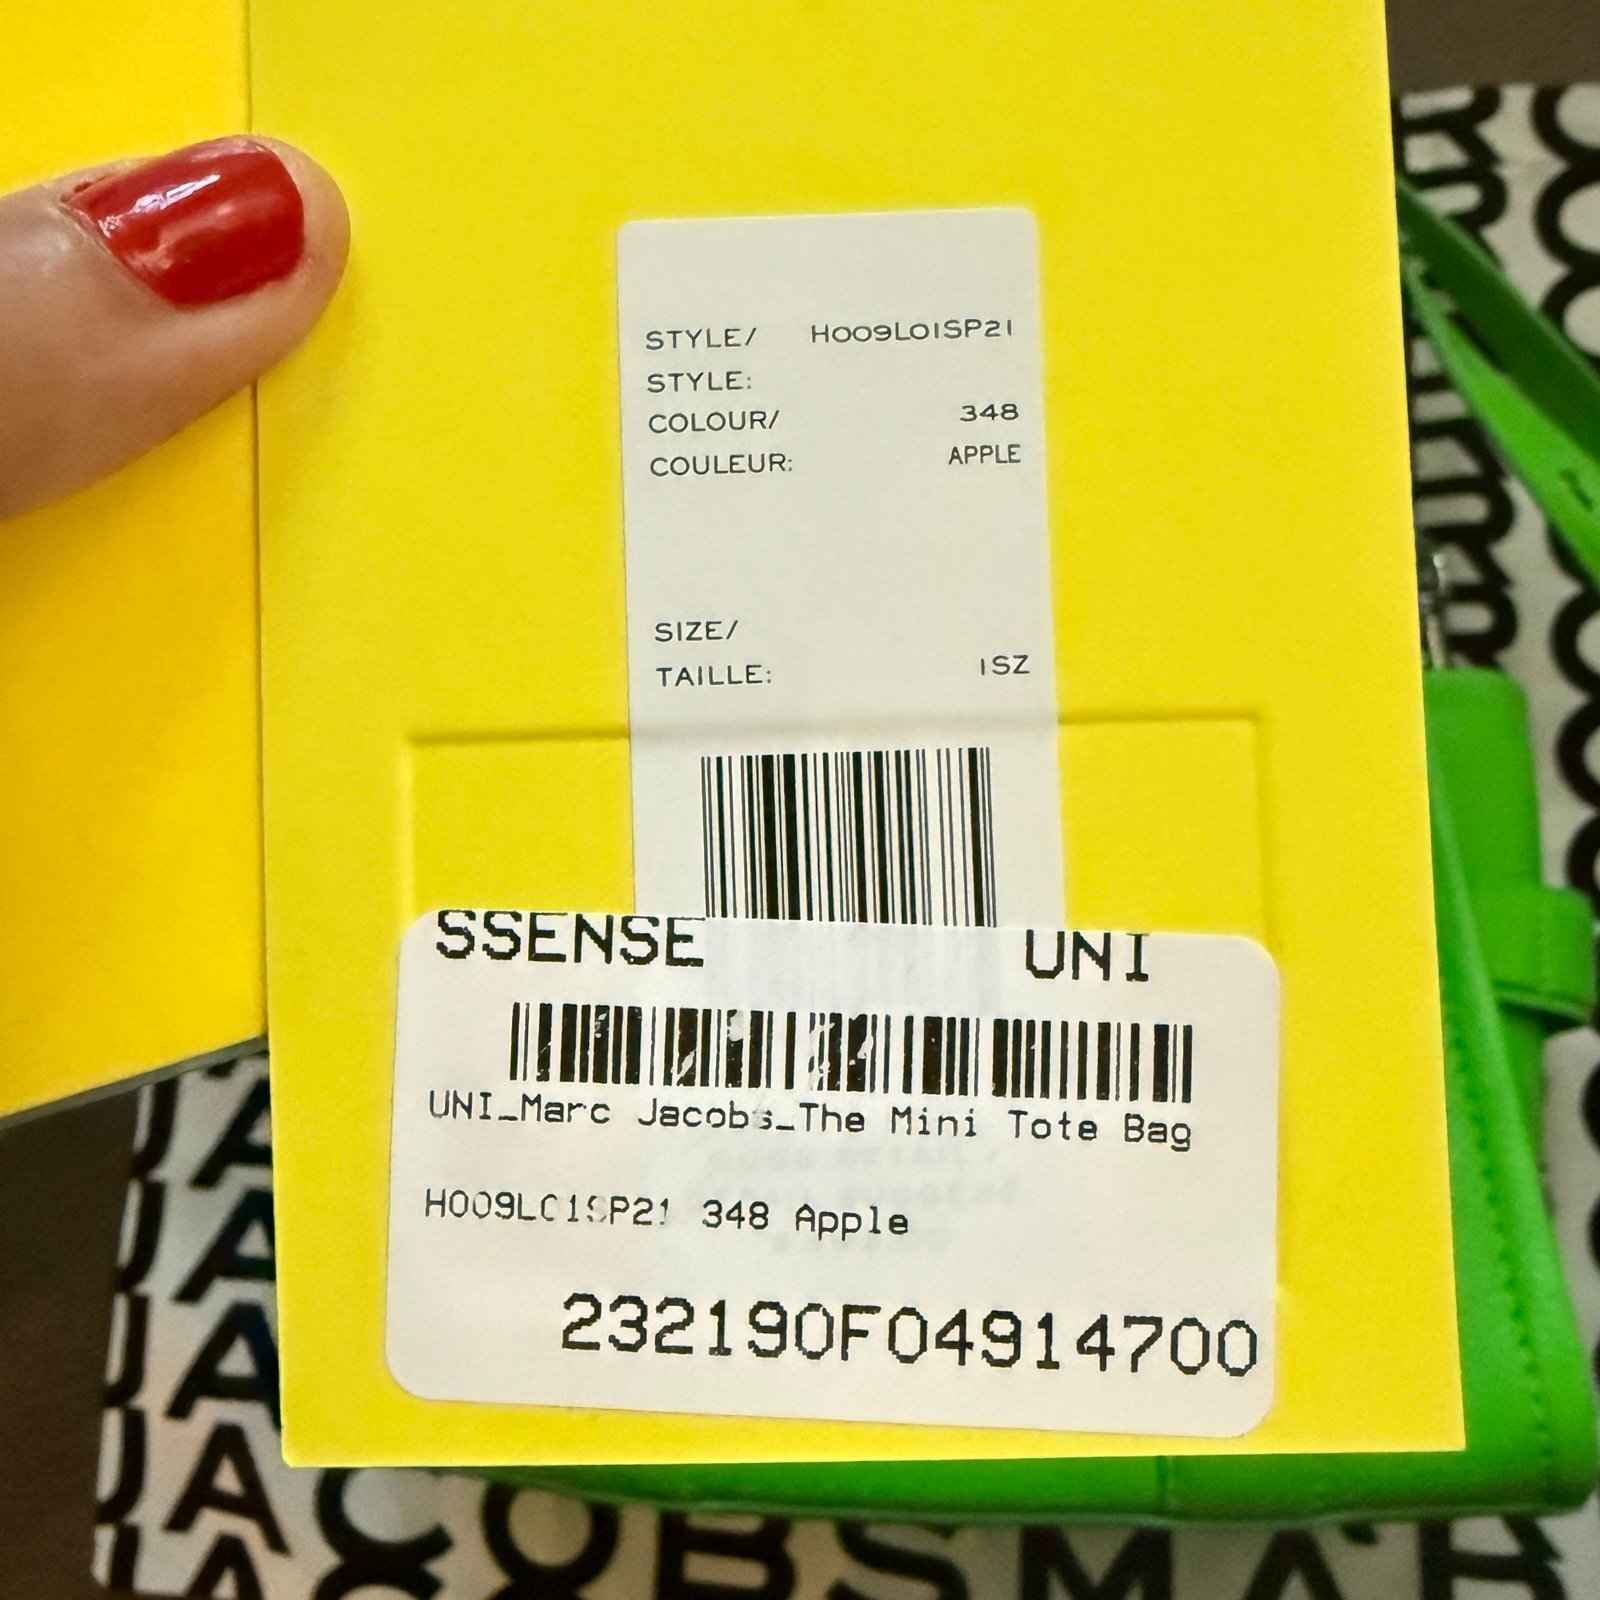 STYLE/ H009L01SP21
STYLE:
COLOUR/ 348
COULEUR: APPLE
SIZE/
TAILLE: 1SZ
SSENSE UNI
UNI_Marc Jacobs_The Mini Tote Bag
H009L01SP21 348 Apple
232190F04914700
JACOBSMAR